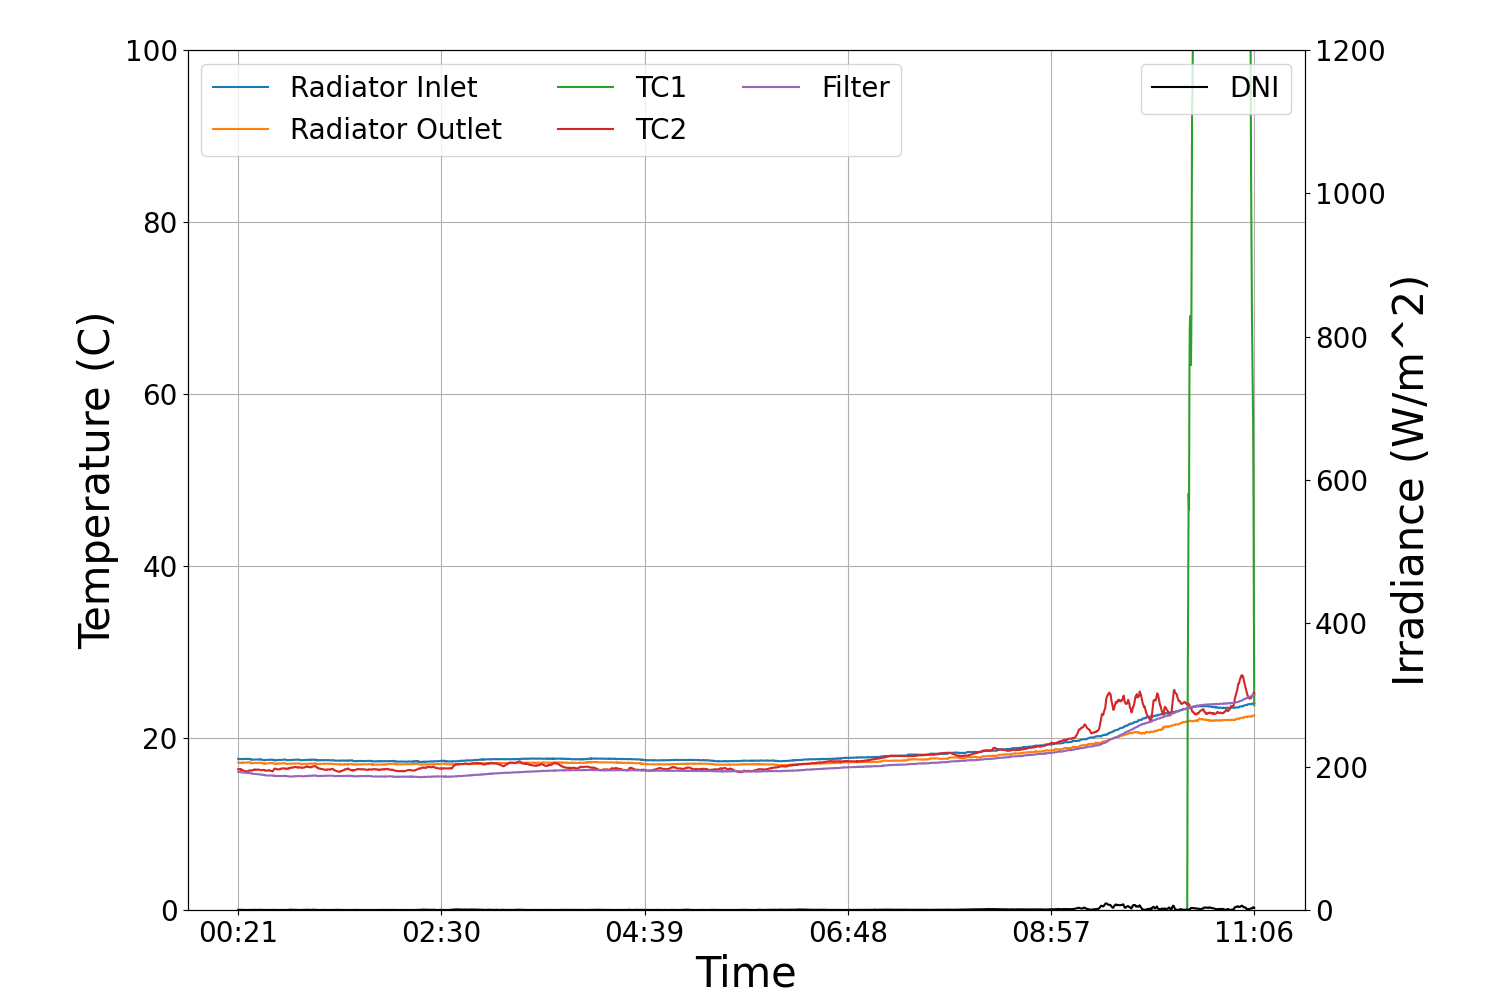 Radiator Inlet
Radiator Outlet
TC1
TC2
Filter
DNI
Temperature (C)
100
80
60
40
20
0
1200
1000
800
600
400
200
0
Irradiance (W/m^2)
00:21 02:30 04:39 06:48 08:57 11:06
Time